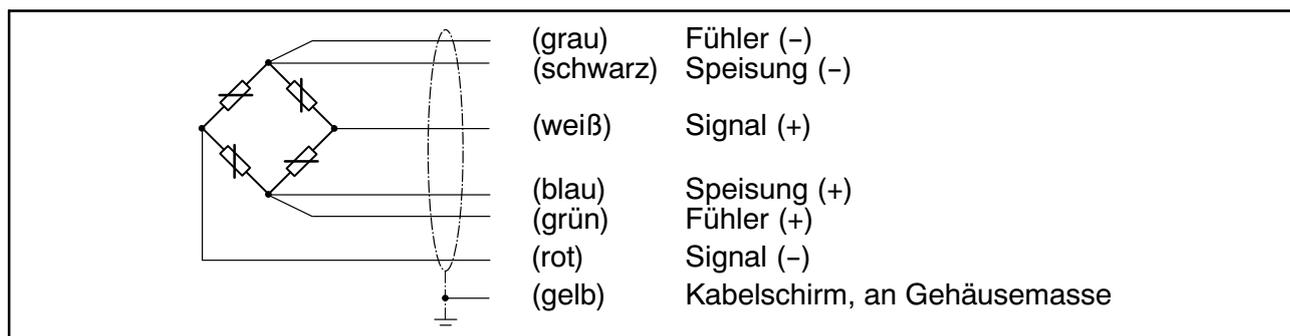 (grau) Fühler (–)
(schwarz) Speisung (–)
(weiß) Signal (+)
(blau) Speisung (+)
(grün) Fühler (+)
(rot) Signal (–)
(gelb) Kabelschirm, an Gehäusemasse